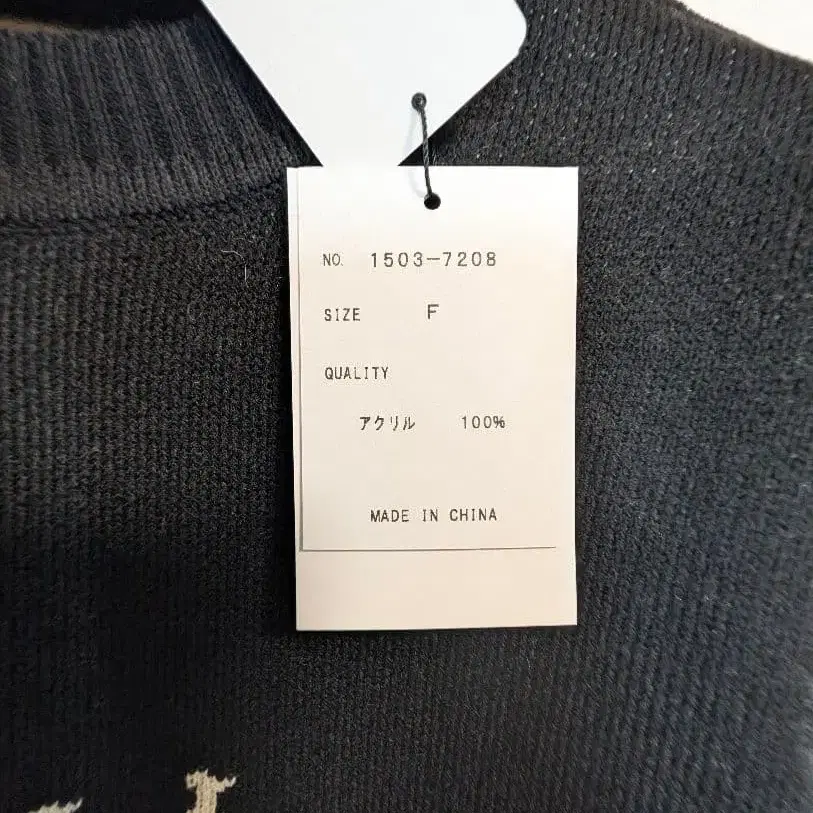 NO. 1503-7208
SIZE F
QUALITY
アクリル 100%
MADE IN CHINA